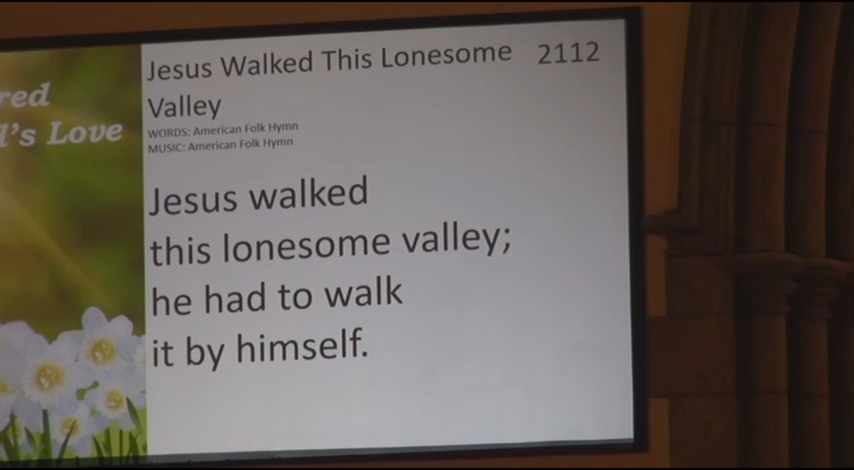 Jesus Walked This Lonesome 2112
Valley
WORDS: American Folk Hymn
MUSIC: American Folk Hymn
Jesus walked
this lonesome valley;
he had to walk
it by himself.
Love